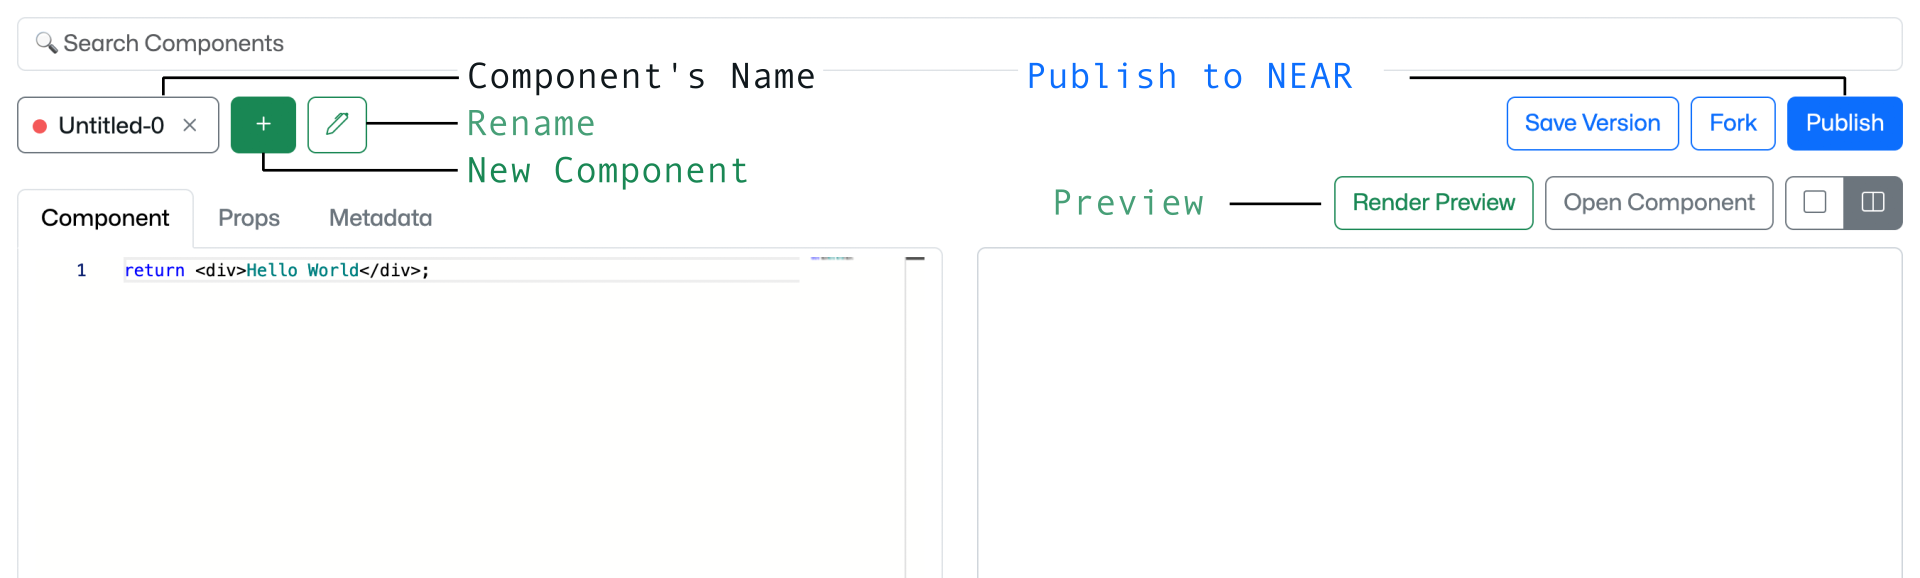 Search Components
Component's Name
Publish to NEAR
Untitled-0
+
Rename
Save Version
Fork
Publish
New Component
Preview
Render Preview
Open Component
Component
Props
Metadata
1
return <div>Hello World</div>;